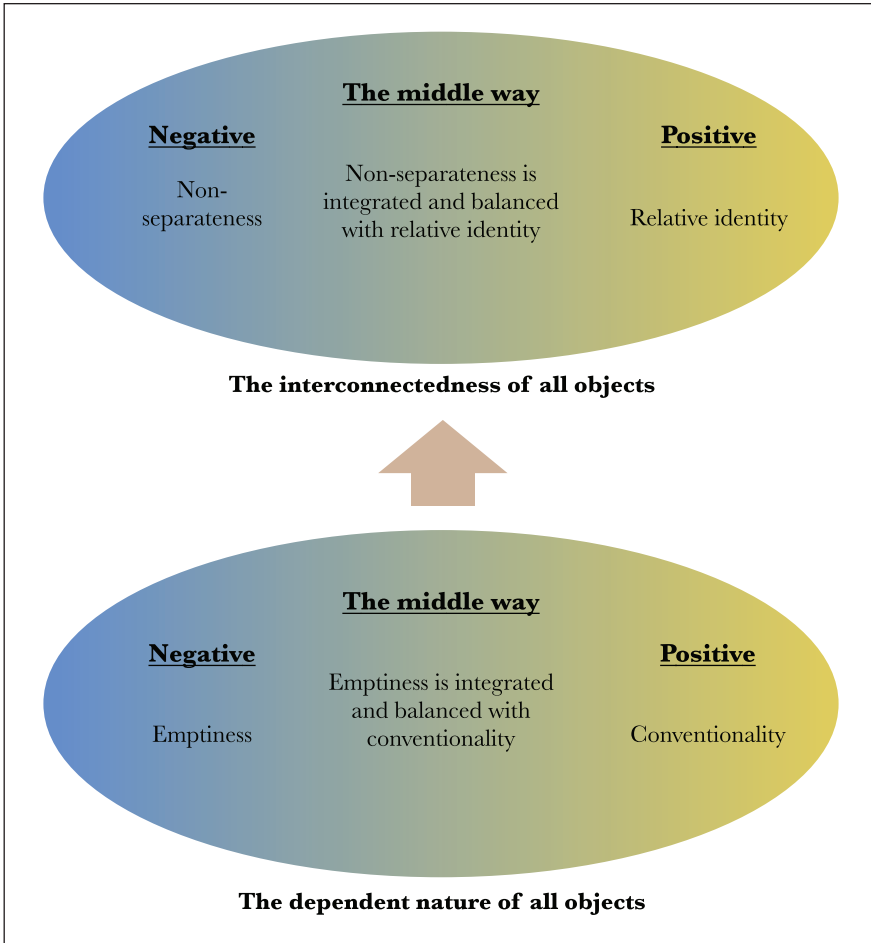 The middle way
Negative
Positive
Non-
separateness
Non-separateness is
integrated and balanced
with relative identity
Relative identity
The interconnectedness of all objects
The middle way
Negative
Positive
Emptiness
Emptiness is integrated
and balanced with
conventionality
Conventionality
The dependent nature of all objects